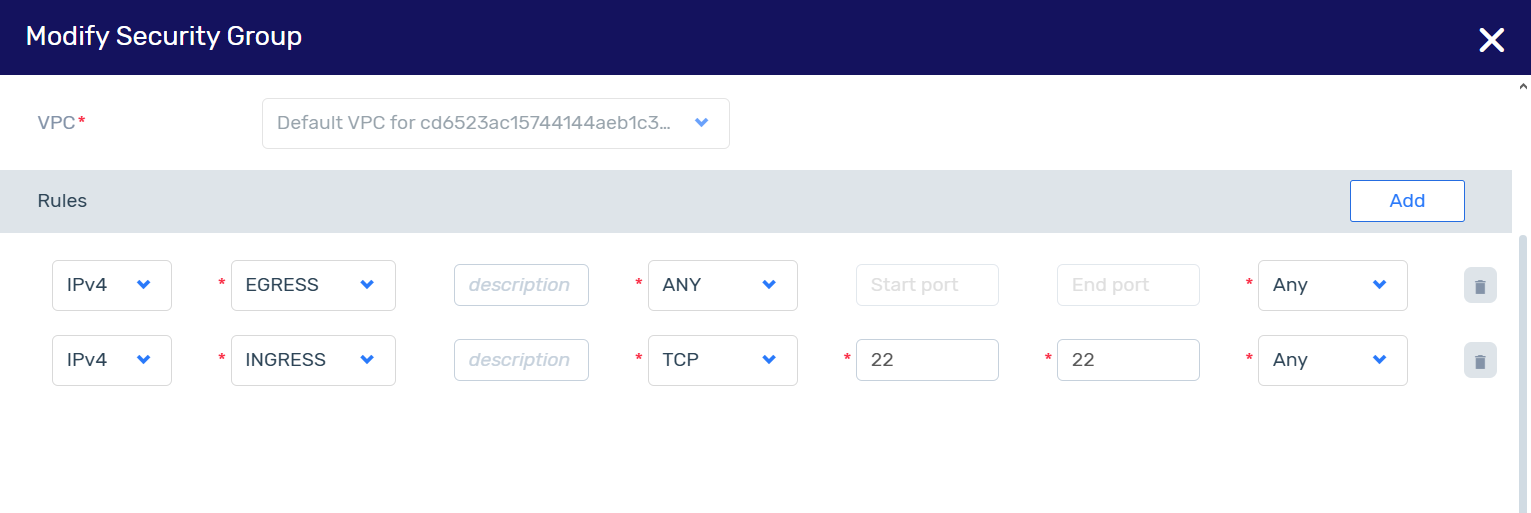 Modify Security Group
VPC*
Default VPC for cd6523ac15744144aeb1c3...
Rules
Add
IPv4 * EGRESS description * ANY Start port End port * Any
IPv4 * INGRESS description * TCP * 22 * 22 * Any